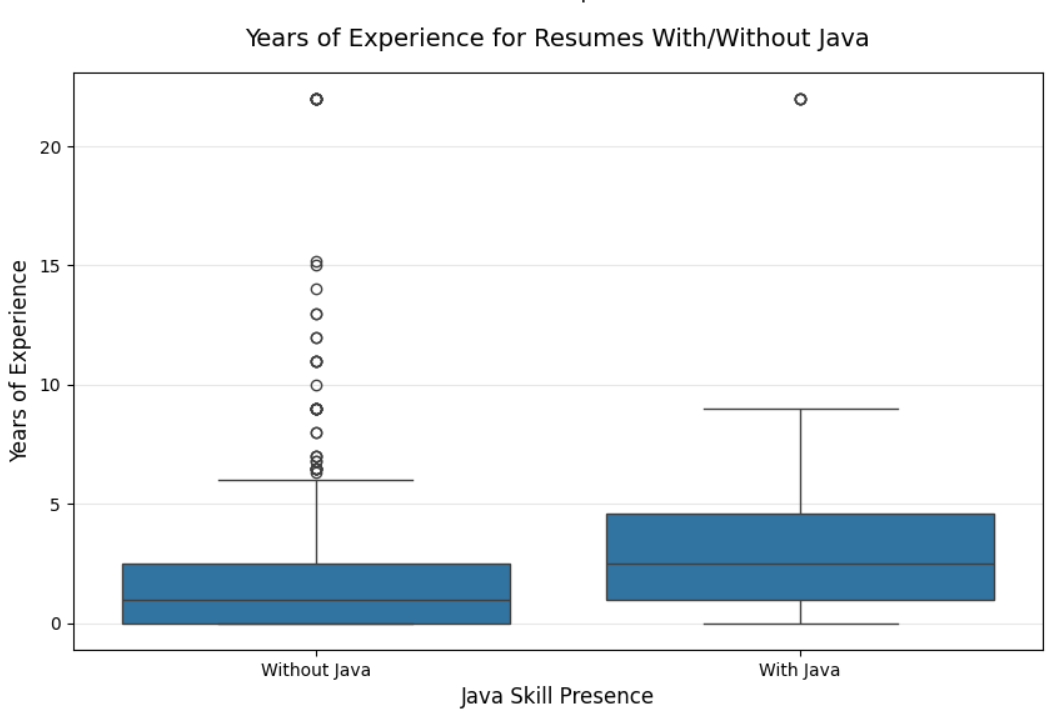 Years of Experience for Resumes With/Without Java
20
15
10
5
0
Years of Experience
Without Java
With Java
Java Skill Presence